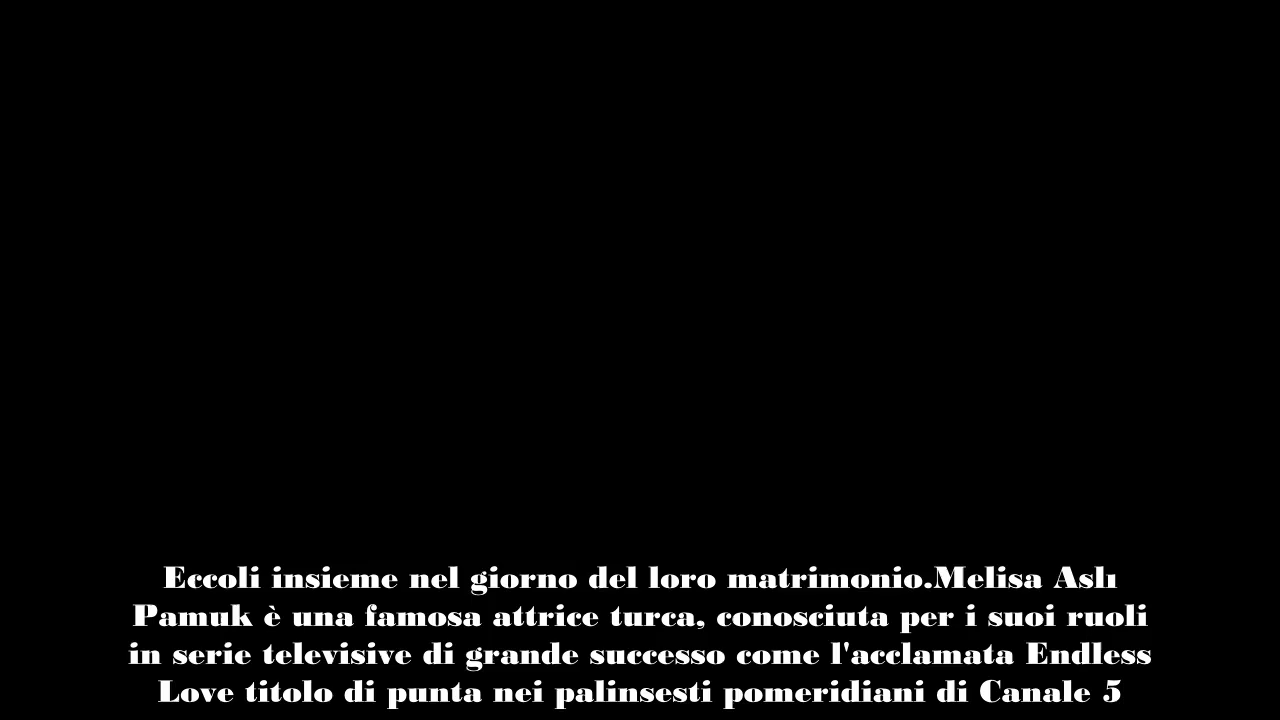 Eccoli insieme nel giorno del loro matrimonio.Melisa Aslı
Pamuk è una famosa attrice turca, conosciuta per i suoi ruoli
in serie televisive di grande successo come l'acclamata Endless
Love titolo di punta nei palinsesti pomeridiani di Canale 5